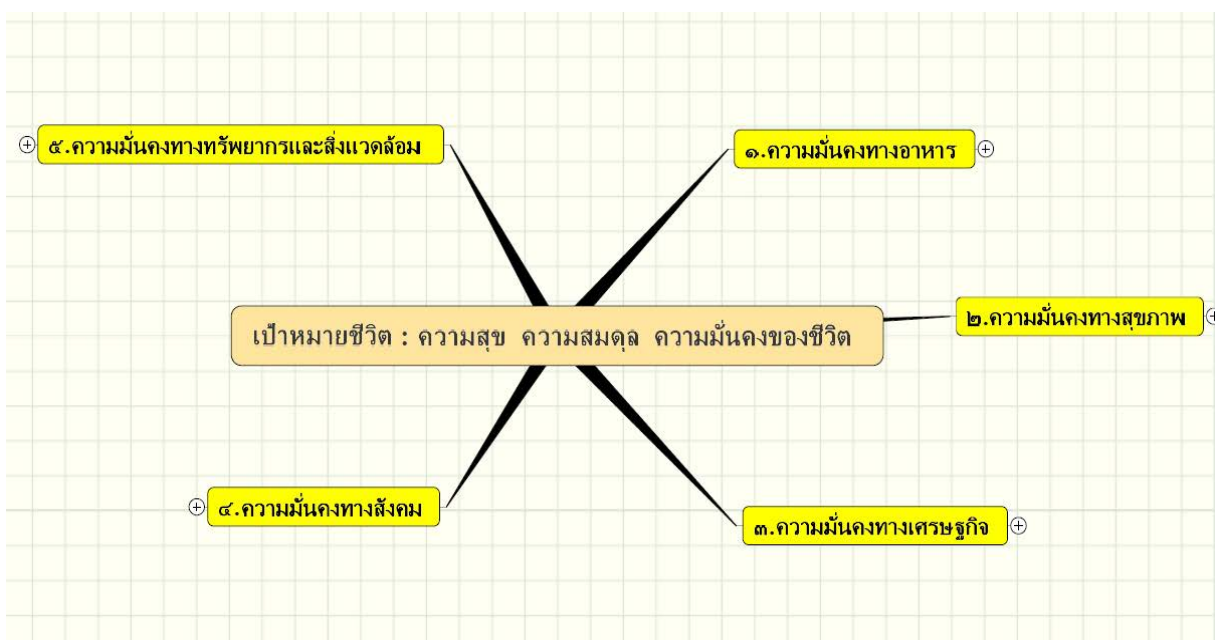 เป้าหมายชีวิต : ความสุข ความสมดุล ความมั่นคงของชีวิต
๑.ความมั่นคงทางอาหาร
๒.ความมั่นคงทางสุขภาพ
๓.ความมั่นคงทางเศรษฐกิจ
๔.ความมั่นคงทางสังคม
๕.ความมั่นคงทางทรัพยากรและสิ่งแวดล้อม